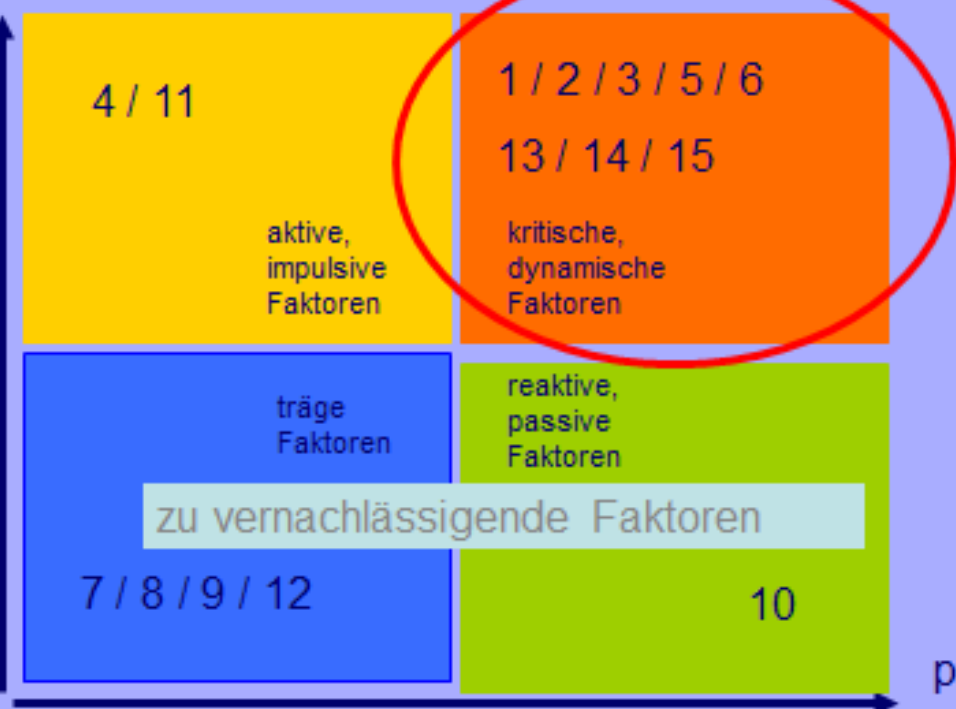 4 / 11
aktive,
impulsive
Faktoren
1 / 2 / 3 / 5 / 6
13 / 14 / 15
kritische,
dynamische
Faktoren
träge
Faktoren
reaktive,
passive
Faktoren
zu vernachlässigende Faktoren
7 / 8 / 9 / 12
10
p